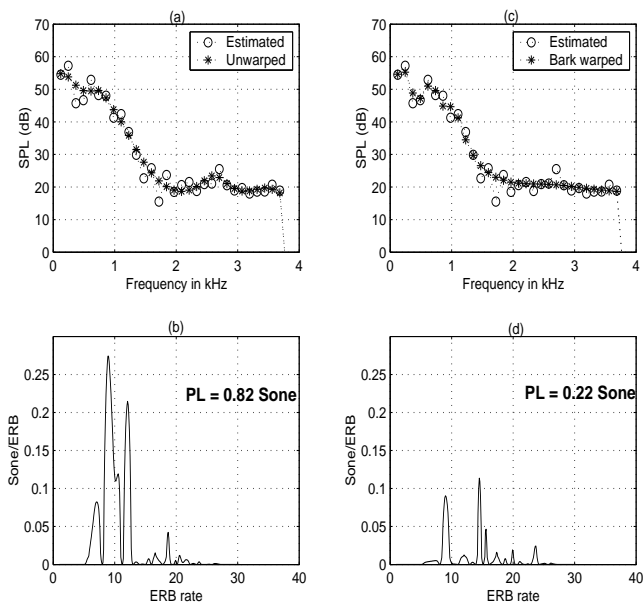 (a)
70
60
50
40
30
20
10
0
SPL (dB)
Estimated
Unwarped
0 1 2 3 4
Frequency in kHz
(c)
70
60
50
40
30
20
10
0
SPL (dB)
Estimated
Bark warped
0 1 2 3 4
Frequency in kHz
(b)
0.25
0.2
0.15
0.1
0.05
0
Sone/ERB
PL = 0.82 Sone
0 10 20 30 40
ERB rate
(d)
0.25
0.2
0.15
0.1
0.05
0
Sone/ERB
PL = 0.22 Sone
0 10 20 30 40
ERB rate